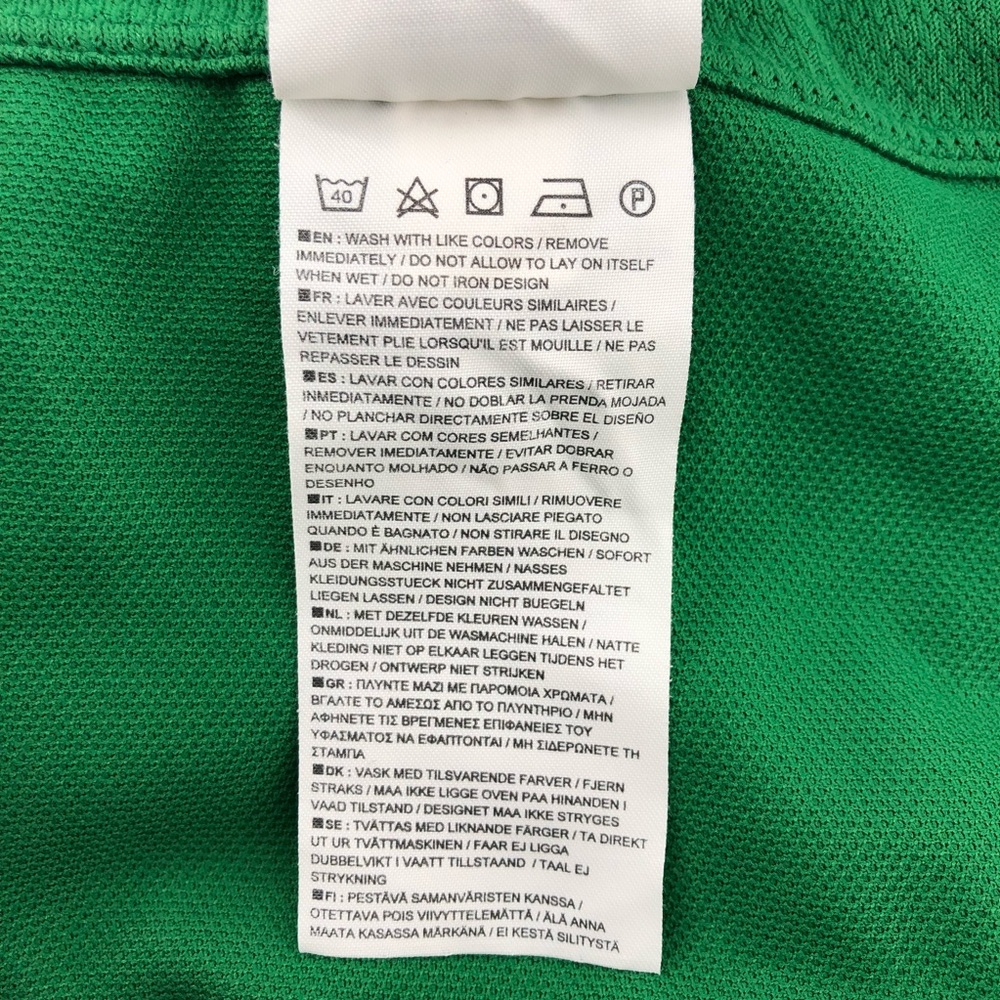 40 P
EN : WASH WITH LIKE COLORS / REMOVE
IMMEDIATELY / DO NOT ALLOW TO LAY ON ITSELF
WHEN WET / DO NOT IRON DESIGN
FR : LAVER AVEC COULEURS SIMILAIRES /
ENLEVER IMMEDIATEMENT / NE PAS LAISSER LE
VETEMENT PLIE LORSQU'IL EST MOUILLE / NE PAS
REPASSER LE DESSIN
ES : LAVAR CON COLORES SIMILARES / RETIRAR
INMEDIATAMENTE / NO DOBLAR LA PRENDA MOJADA
/ NO PLANCHAR DIRECTAMENTE SOBRE EL DISEÑO
PT : LAVAR COM CORES SEMELHANTES /
REMOVER IMEDIATAMENTE / EVITAR DOBRAR
ENQUANTO MOLHADO / NÃO PASSAR A FERRO O
DESENHO
IT : LAVARE CON COLORI SIMILI / RIMUOVERE
IMMEDIATAMENTE / NON LASCIARE PIEGATO
QUANDO È BAGNATO / NON STIRARE IL DISEGNO
DE : MIT ÄHNLICHEN FARBEN WASCHEN / SOFORT
AUS DER MASCHINE NEHMEN / NASSES
KLEIDUNGSSTUECK NICHT ZUSAMMENGEFALTET
LIEGEN LASSEN / DESIGN NICHT BUEGELN
NL : MET DEZELFDE KLEUREN WASSEN /
ONMIDDELIJK UIT DE WASMACHINE HALEN / NATTE
KLEDING NIET OP ELKAAR LEGGEN TIJDENS HET
DROGEN / ONTWERP NIET STRIJKEN
GR : ΠΛΥΝΤΕ ΜΑΖΙ ΜΕ ΠΑΡΟΜΟΙΑ ΧΡΩΜΑΤΑ /
ΒΓΑΛΤΕ ΤΟ ΑΜΕΣΩΣ ΑΠΟ ΤΟ ΠΛΥΝΤΗΡΙΟ / ΜΗΝ
ΑΦΗΝΕΤΕ ΤΙΣ ΒΡΕΓΜΕΝΕΣ ΕΠΙΦΑΝΕΙΕΣ ΤΟΥ
ΥΦΑΣΜΑΤΟΣ ΝΑ ΕΦΑΠΤΟΝΤΑΙ / ΜΗ ΣΙΔΕΡΩΝΕΤΕ ΤΗ
ΣΤΑΜΠΑ
DK : VASK MED TILSVARENDE FARVER / FJERN
STRAKS / MAA IKKE LIGGE OVEN PAA HINANDEN I
VAAD TILSTAND / DESIGNET MAA IKKE STRYGES
SE : TVÄTTAS MED LIKNANDE FÄRGER / TA DIREKT
UT UR TVÄTTMASKINEN / FAAR EJ LIGGA
DUBBELVIKT I VAATT TILLSTAAND / TAAL EJ
STRYKNING
FI : PESTÄVÄ SAMANVÄRISTEN KANSSA /
OTETTAVA POIS VIIVYTTELEMÄTTÄ / ÄLÄ ANNA
MAATA KASASSA MÄRKÄNÄ / EI KESTÄ SILITYSTÄ